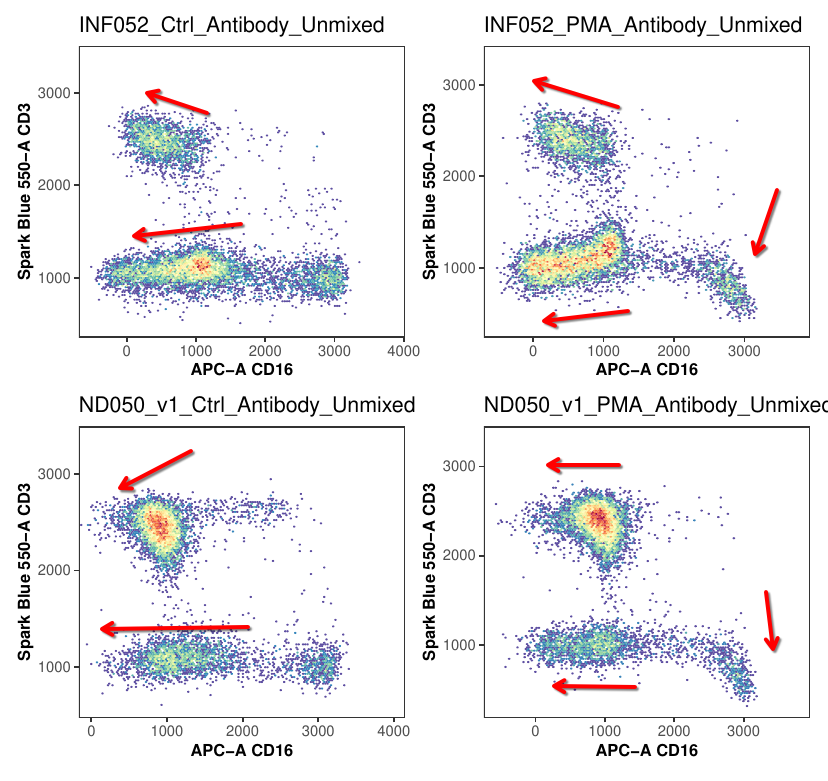 INF052_Ctrl_Antibody_Unmixed
3000
2000
1000
Spark Blue 550−A CD3
0
1000
2000
3000
4000
APC−A CD16
INF052_PMA_Antibody_Unmixed
3000
2000
1000
Spark Blue 550−A CD3
0
1000
2000
3000
APC−A CD16
ND050_v1_Ctrl_Antibody_Unmixed
3000
2000
1000
Spark Blue 550−A CD3
0
1000
2000
3000
4000
APC−A CD16
ND050_v1_PMA_Antibody_Unmixed
3000
2000
1000
Spark Blue 550−A CD3
0
1000
2000
3000
APC−A CD16